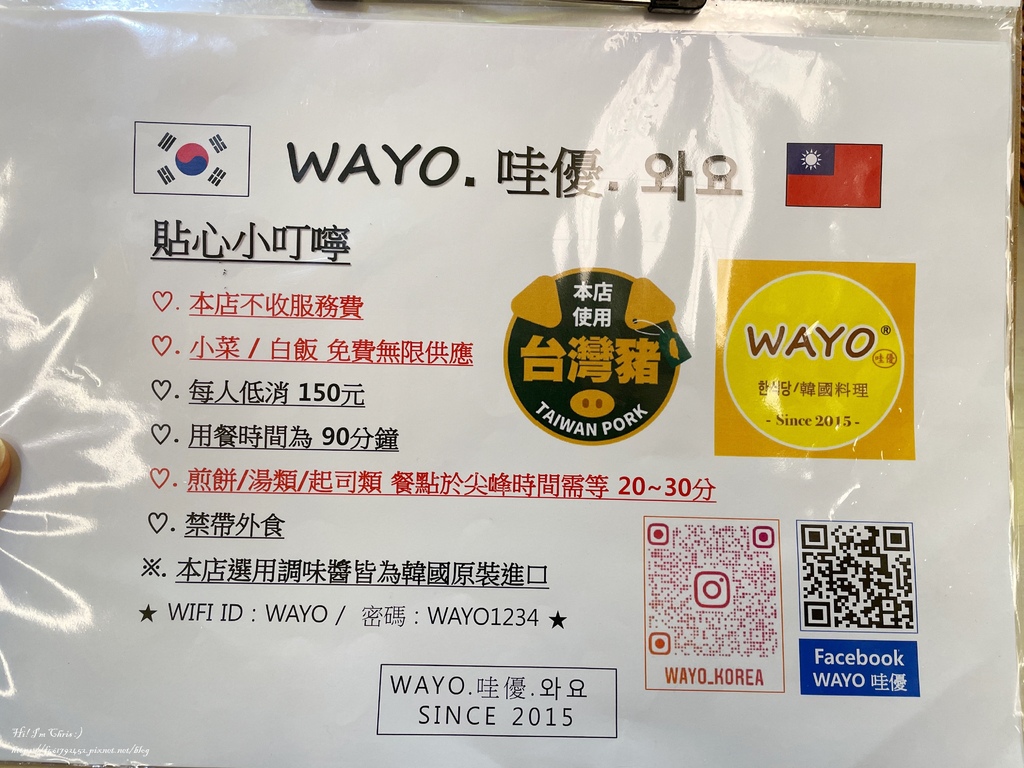 WAYO. 哇優. 와요
貼心小叮嚀
♡. 本店不收服務費
♡. 小菜 / 白飯 免費無限供應
♡. 每人低消 150元
♡. 用餐時間為 90分鐘
♡. 煎餅/湯類/起司類 餐點於尖峰時間需等 20~30分
♡. 禁帶外食
※. 本店選用調味醬皆為韓國原裝進口
★ WIFI ID : WAYO / 密碼 : WAYO1234 ★
本店
使用
台灣豬
TAIWAN PORK
WAYO®
哇優
한식당/韓國料理
- Since 2015 -
WAYO_KOREA
Facebook
WAYO 哇優
WAYO.哇優.와요
SINCE 2015
Hi! I'm Chris :)